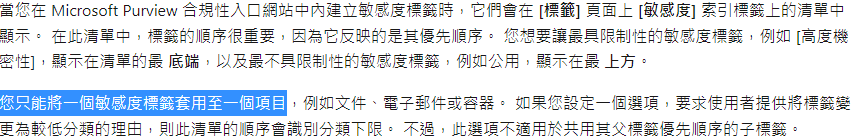 當您在 Microsoft Purview 合規性入口網站中內建立敏感度標籤時，它們會在 [標籤] 頁面上 [敏感度] 索引標籤上的清單中
顯示。 在此清單中，標籤的順序很重要，因為它反映的是其優先順序。 您想要讓最具限制性的敏感度標籤，例如 [高度機
密性]，顯示在清單的最 底端，以及最不具限制性的敏感度標籤，例如公用，顯示在最 上方。
您只能將一個敏感度標籤套用至一個項目，例如文件、電子郵件或容器。 如果您設定一個選項，要求使用者提供將標籤變
更為較低分類的理由，則此清單的順序會識別分類下限。 不過，此選項不適用於共用其父標籤優先順序的子標籤。